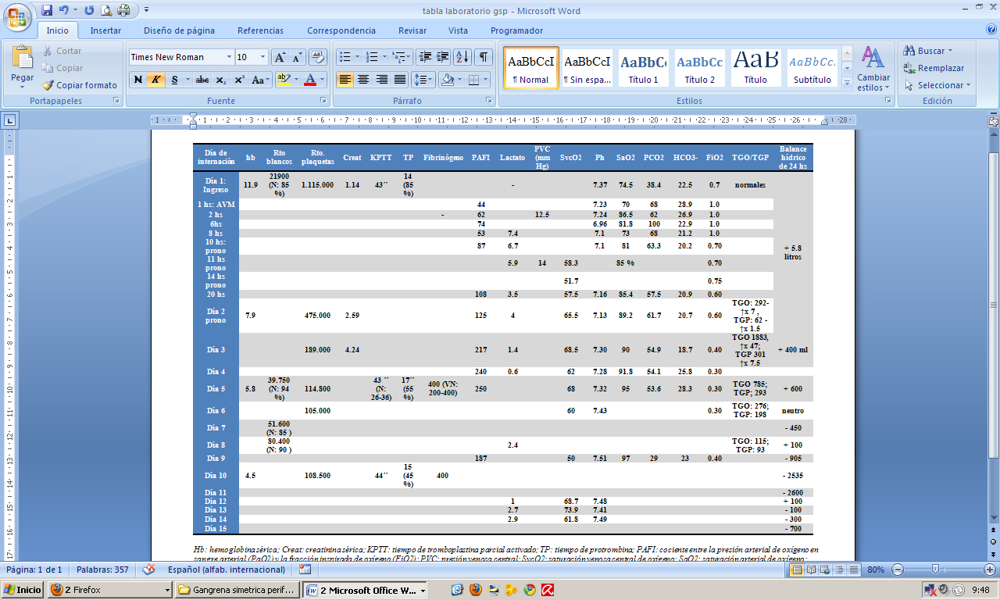 tabla laboratorio gsp - Microsoft Word
Inicio Insertar Diseño de página Referencias Correspondencia Revisar Vista Programador
Pegar
Cortar
Copiar
Copiar formato
Portapapeles
Times New Roman 10
N K S abc x₂ x² Aa
Fuente
Párrafo
AaBbCcI AaBbCcI AaBbC AaBbCc AaB AaBbCc.
¶ Normal ¶ Sin espa... Título 1 Título 2 Título Subtítulo
Estilos
Cambiar estilos
Buscar
Reemplazar
Seleccionar
Edición
Día de internación hb Rto blancos Rto. plaquetas Creat KPTT TP Fibrinógeno PAFI Lactato PVC (mm Hg) SvcO2 Ph SaO2 PCO2 HCO3- FiO2 TGO/TGP Balance hídrico de 24 hs
Día 1: Ingreso 11.9 21900 (N: 85 %) 1.115.000 1.14 43´´ 14 (85 %) - 7.37 74.5 38.4 22.5 0.7 normales
1 hs: AVM 44 7.23 70 68 28.9 1.0
2 hs - 62 12.5 7.24 86.5 62 26.9 1.0
6hs 74 6.96 81.8 100 22.9 1.0
8 hs 53 7.4 7.1 73 68 21.2 1.0
10 hs: prono 87 6.7 7.1 81 63.3 20.2 0.70
+ 5.8 litros
11 hs prono 5.9 14 58.3 85 % 0.70
14 hs prono 51.7 0.75
20 hs 108 3.5 57.5 7.16 85.4 57.5 20.9 0.60
Día 2 prono 7.9 475.000 2.59 125 4 65.5 7.13 89.2 61.7 20.7 0.60 TGO: 292- ↑x 7 , TGP: 62 - ↑x 1.5
Día 3 189.000 4.24 217 1.4 68.5 7.30 90 54.9 18.7 0.40 TGO 1883, ↑x 47; TGP 301 ↑x 7.5 + 400 ml
Día 4 240 0.6 62 7.28 91.8 54.1 25.8 0.30
Día 5 5.8 39.750 (N: 94 %) 114.800 43 ´´ (N: 26-36) 17´´ (55 %) 400 (VN: 200-400) 250 68 7.32 95 53.6 28.3 0.30 TGO 785; TGP; 293 + 600
Día 6 105.000 60 7.43 0.30 TGO: 276; TGP: 198 neutro
Día 7 51.600 (N: 85 ) - 450
Día 8 80.400 (N: 90 ) 2.4 TGO: 115; TGP: 93 + 100
Día 9 187 50 7.51 97 29 23 0.40 - 905
Día 10 4.5 108.500 44´´ 15 (45 %) 400 - 2535
Día 11 - 2600
Día 12 1 68.7 7.48 + 100
Día 13 2.7 73.9 7.41 - 100
Día 14 2.9 61.8 7.49 - 300
Día 15 - 700
Hb: hemoglobina sérica; Creat: creatinina sérica; KPTT: tiempo de tromboplastina parcial activado; TP: tiempo de protrombina; PAFI: cociente entre la presión arterial de oxígeno en
sangre arterial (PaO2) y la fracción inspirada de oxígeno (FiO2); PVC: presión venosa central; SvcO2: saturación venosa central de oxígeno; SaO2: saturación arterial de oxígeno;
Página: 1 de 1 Palabras: 357 Español (alfab. internacional) 80%
Inicio 2 Firefox Gangrena simetrica perif... 2 Microsoft Office W... 9:48